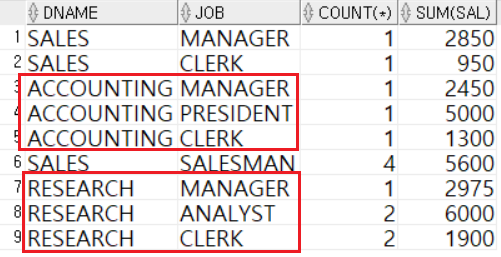 DNAME JOB COUNT(*) SUM(SAL)
1 SALES MANAGER 1 2850
2 SALES CLERK 1 950
3 ACCOUNTING MANAGER 1 2450
4 ACCOUNTING PRESIDENT 1 5000
5 ACCOUNTING CLERK 1 1300
6 SALES SALESMAN 4 5600
7 RESEARCH MANAGER 1 2975
8 RESEARCH ANALYST 2 6000
9 RESEARCH CLERK 2 1900